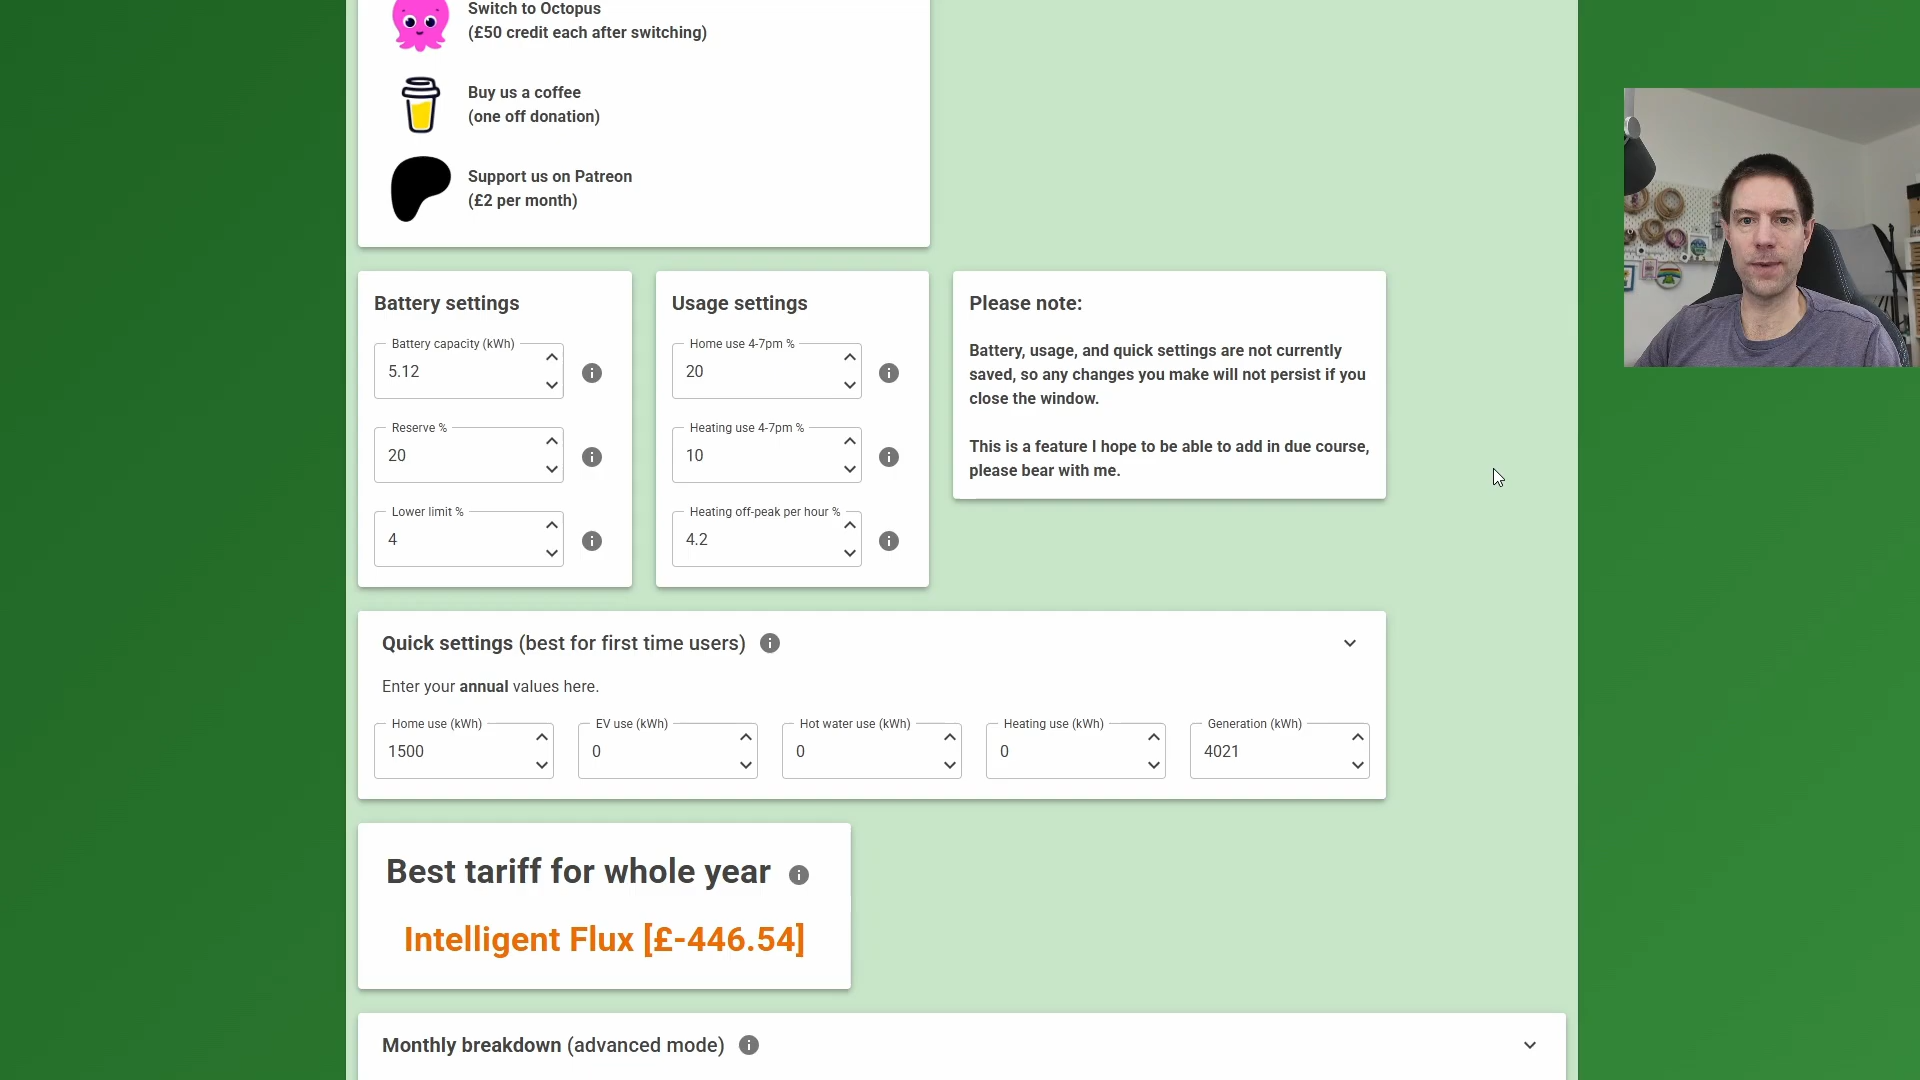 Switch to Octopus
(£50 credit each after switching)
Buy us a coffee
(one off donation)
Support us on Patreon
(£2 per month)
Battery settings
Battery capacity (kWh)
5.12
Reserve %
20
Lower limit %
4
Usage settings
Home use 4-7pm %
20
Heating use 4-7pm %
10
Heating off-peak per hour %
4.2
Please note:
Battery, usage, and quick settings are not currently
saved, so any changes you make will not persist if you
close the window.
This is a feature I hope to be able to add in due course,
please bear with me.
Quick settings (best for first time users)
Enter your annual values here.
Home use (kWh)
1500
EV use (kWh)
0
Hot water use (kWh)
0
Heating use (kWh)
0
Generation (kWh)
4021
Best tariff for whole year
Intelligent Flux [£-446.54]
Monthly breakdown (advanced mode)